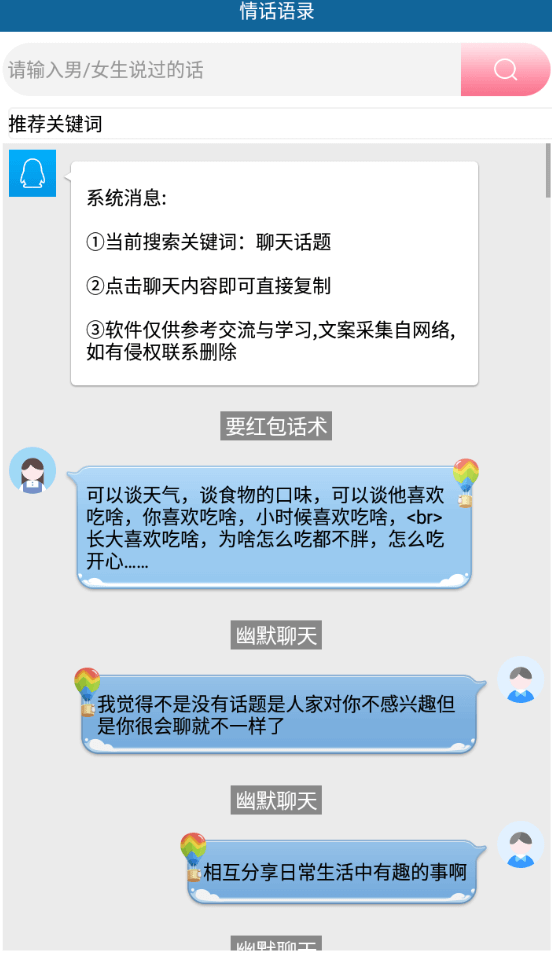 情话语录
请输入男/女生说过的话
推荐关键词
系统消息:
①当前搜索关键词：聊天话题
②点击聊天内容即可直接复制
③软件仅供参考交流与学习,文案采集自网络,
如有侵权联系删除
要红包话术
可以谈天气，谈食物的口味，可以谈他喜欢
吃啥，你喜欢吃啥，小时候喜欢吃啥，<br>
长大喜欢吃啥，为啥怎么吃都不胖，怎么吃
开心......
幽默聊天
我觉得不是没有话题是人家对你不感兴趣但
是你很会聊就不一样了
幽默聊天
相互分享日常生活中有趣的事啊
幽默聊天